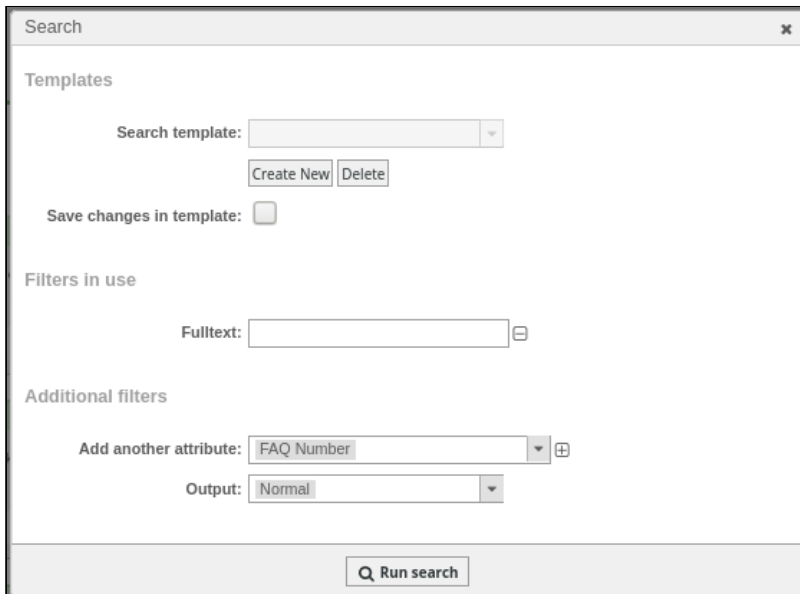 Search
Templates
Search template:
Create New Delete
Save changes in template:
Filters in use
Fulltext:
Additional filters
Add another attribute: FAQ Number
Output: Normal
Run search